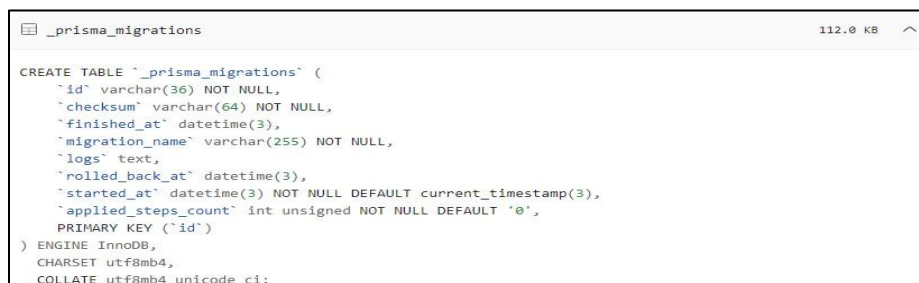 _prisma_migrations 112.0 KB
CREATE TABLE `_prisma_migrations` (
    `id` varchar(36) NOT NULL,
    `checksum` varchar(64) NOT NULL,
    `finished_at` datetime(3),
    `migration_name` varchar(255) NOT NULL,
    `logs` text,
    `rolled_back_at` datetime(3),
    `started_at` datetime(3) NOT NULL DEFAULT current_timestamp(3),
    `applied_steps_count` int unsigned NOT NULL DEFAULT '0',
    PRIMARY KEY (`id`)
) ENGINE InnoDB,
  CHARSET utf8mb4,
  COLLATE utf8mb4_unicode_ci;